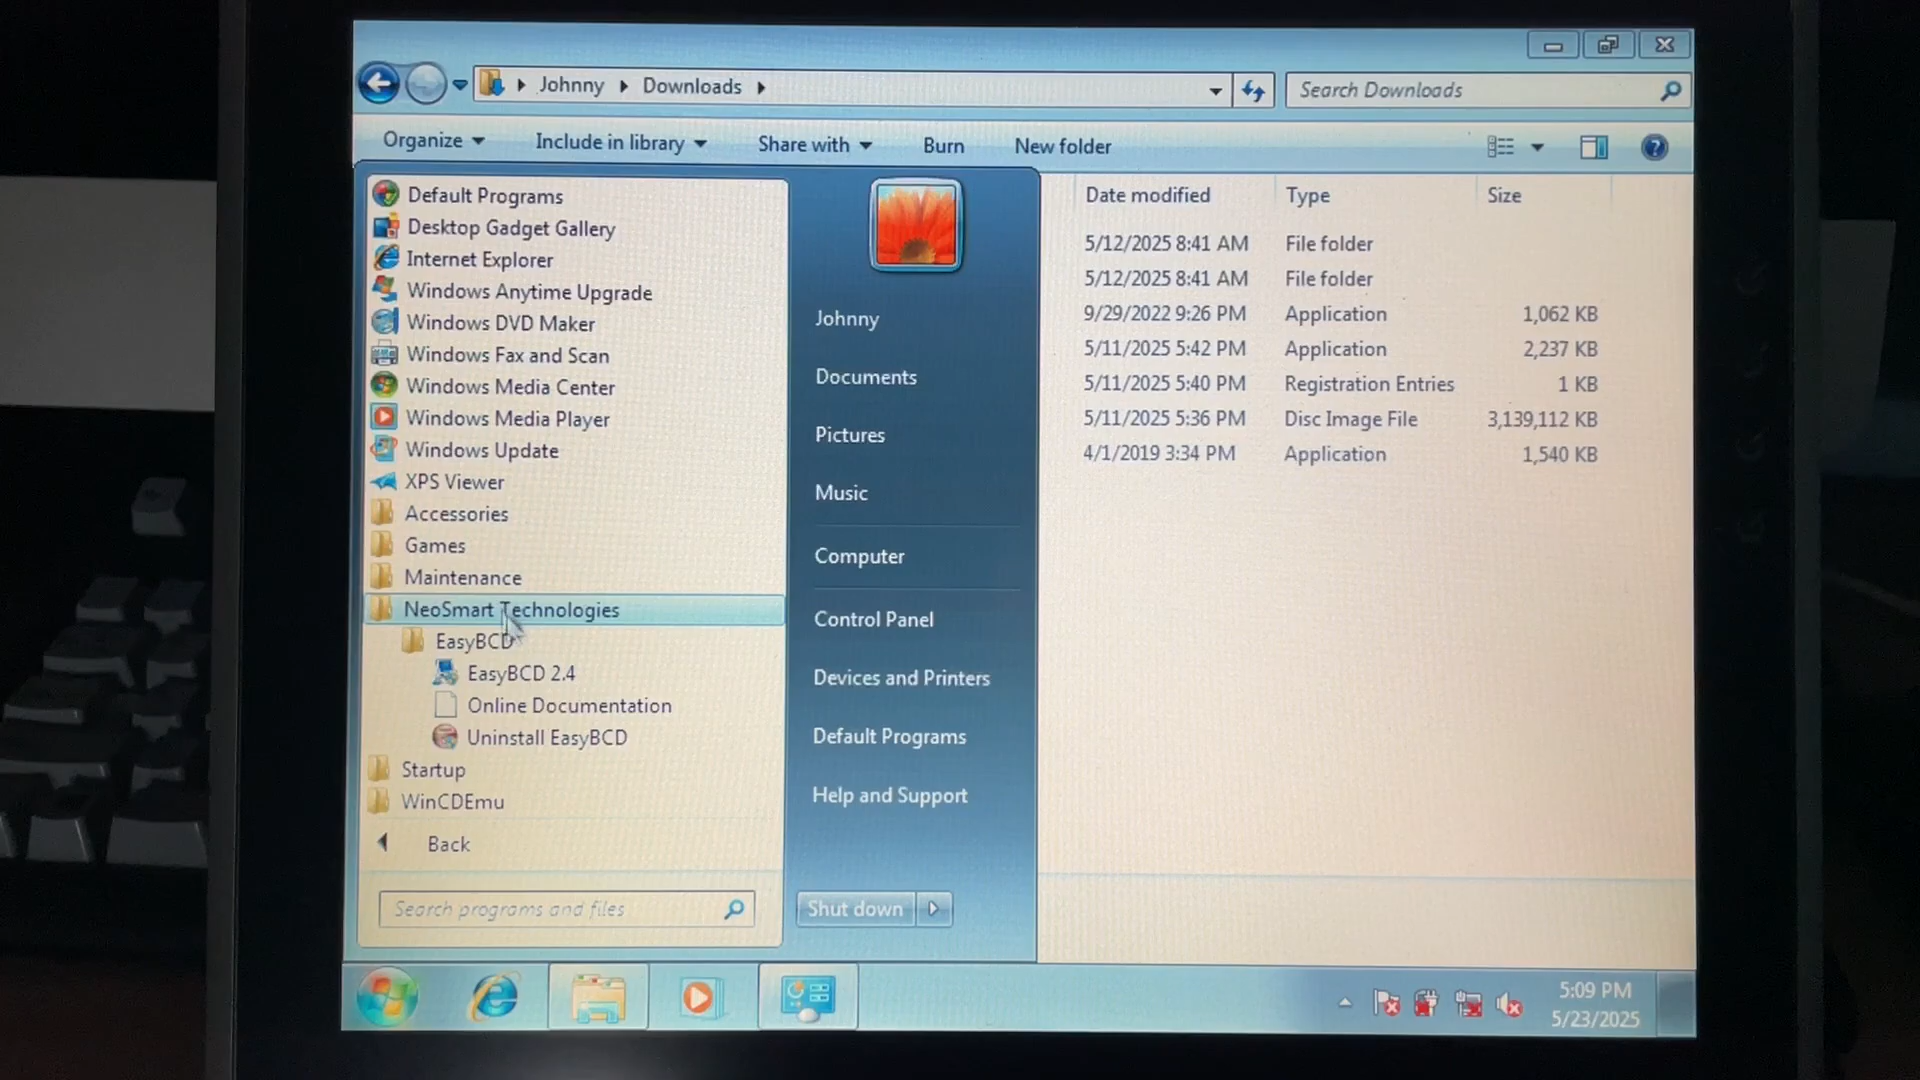 Johnny Downloads
Search Downloads
Organize Include in library Share with Burn New folder
Default Programs
Desktop Gadget Gallery
Internet Explorer
Windows Anytime Upgrade
Windows DVD Maker
Windows Fax and Scan
Windows Media Center
Windows Media Player
Windows Update
XPS Viewer
Accessories
Games
Maintenance
NeoSmart Technologies
EasyBCD
EasyBCD 2.4
Online Documentation
Uninstall EasyBCD
Startup
WinCDEmu
Back
Search programs and files
Johnny
Documents
Pictures
Music
Computer
Control Panel
Devices and Printers
Default Programs
Help and Support
Shut down
Date modified Type Size
5/12/2025 8:41 AM File folder
5/12/2025 8:41 AM File folder
9/29/2022 9:26 PM Application 1,062 KB
5/11/2025 5:42 PM Application 2,237 KB
5/11/2025 5:40 PM Registration Entries 1 KB
5/11/2025 5:36 PM Disc Image File 3,139,112 KB
4/1/2019 3:34 PM Application 1,540 KB
5:09 PM
5/23/2025